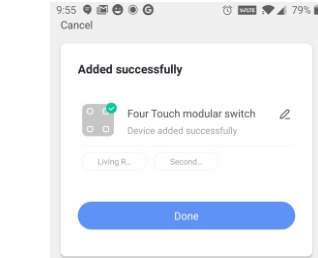 9:55 79%
Cancel
Added successfully
Four Touch modular switch
Device added successfully
Living R...
Second...
Done